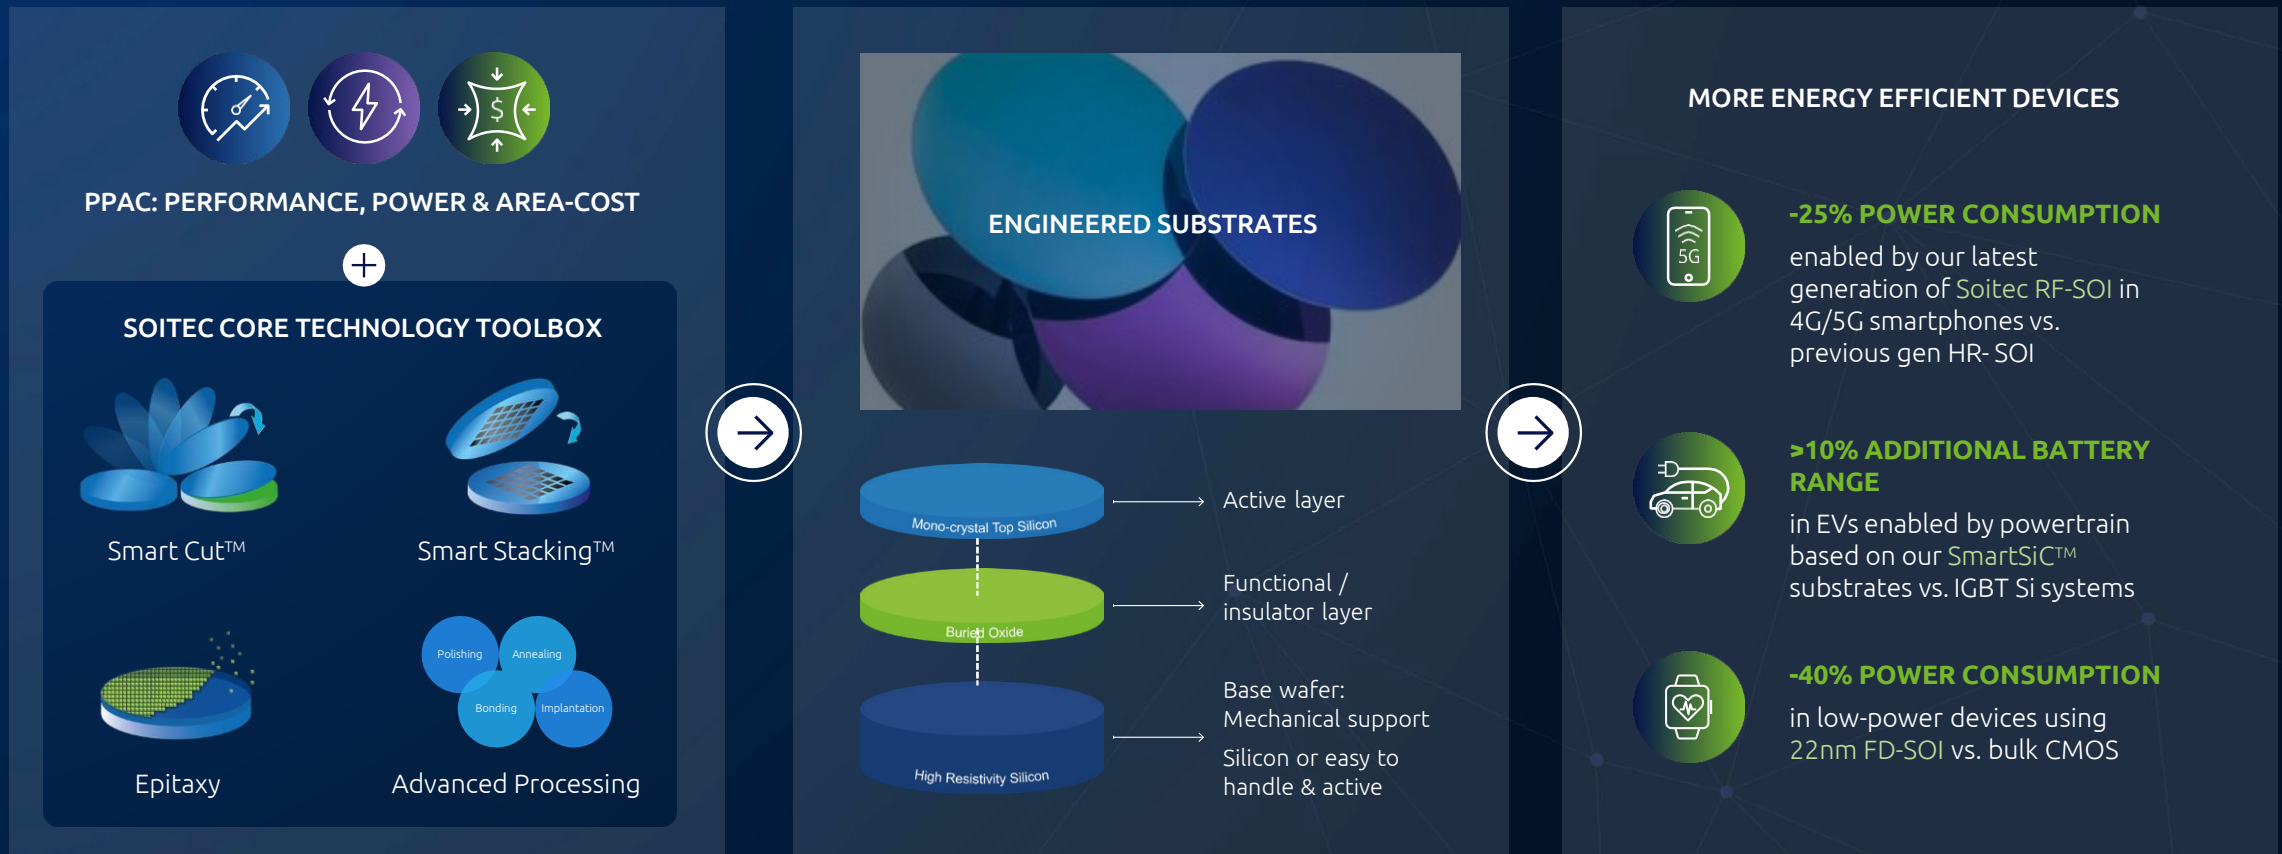 PPAC: PERFORMANCE, POWER & AREA-COST
SOITEC CORE TECHNOLOGY TOOLBOX
Smart Cut™
Smart Stacking™
Epitaxy
Polishing
Annealing
Bonding
Implantation
Advanced Processing
ENGINEERED SUBSTRATES
Mono-crystal Top Silicon
Active layer
Buried Oxide
Functional /
insulator layer
High Resistivity Silicon
Base wafer:
Mechanical support
Silicon or easy to
handle & active
MORE ENERGY EFFICIENT DEVICES
5G
-25% POWER CONSUMPTION
enabled by our latest
generation of Soitec RF-SOI in
4G/5G smartphones vs.
previous gen HR- SOI
>10% ADDITIONAL BATTERY
RANGE
in EVs enabled by powertrain
based on our SmartSiC™
substrates vs. IGBT Si systems
-40% POWER CONSUMPTION
in low-power devices using
22nm FD-SOI vs. bulk CMOS